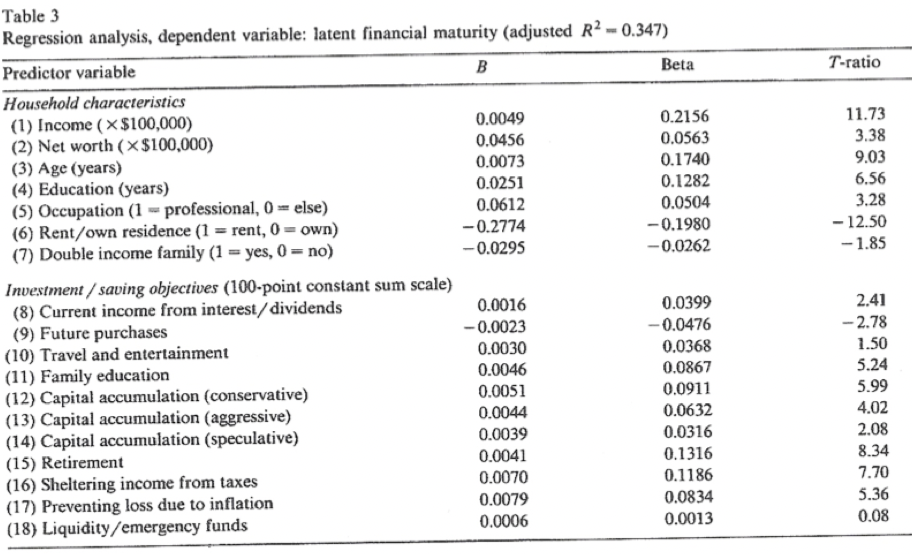 Table 3
Regression analysis, dependent variable: latent financial maturity (adjusted R² = 0.347)
Predictor variable B Beta T-ratio
Household characteristics
(1) Income (×$100,000) 0.0049 0.2156 11.73
(2) Net worth (×$100,000) 0.0456 0.0563 3.38
(3) Age (years) 0.0073 0.1740 9.03
(4) Education (years) 0.0251 0.1282 6.56
(5) Occupation (1 = professional, 0 = else) 0.0612 0.0504 3.28
(6) Rent/own residence (1 = rent, 0 = own) −0.2774 −0.1980 −12.50
(7) Double income family (1 = yes, 0 = no) −0.0295 −0.0262 −1.85
Investment/saving objectives (100-point constant sum scale)
(8) Current income from interest/dividends 0.0016 0.0399 2.41
(9) Future purchases −0.0023 −0.0476 −2.78
(10) Travel and entertainment 0.0030 0.0368 1.50
(11) Family education 0.0046 0.0867 5.24
(12) Capital accumulation (conservative) 0.0051 0.0911 5.99
(13) Capital accumulation (aggressive) 0.0044 0.0632 4.02
(14) Capital accumulation (speculative) 0.0039 0.0316 2.08
(15) Retirement 0.0041 0.1316 8.34
(16) Sheltering income from taxes 0.0070 0.1186 7.70
(17) Preventing loss due to inflation 0.0079 0.0834 5.36
(18) Liquidity/emergency funds 0.0006 0.0013 0.08